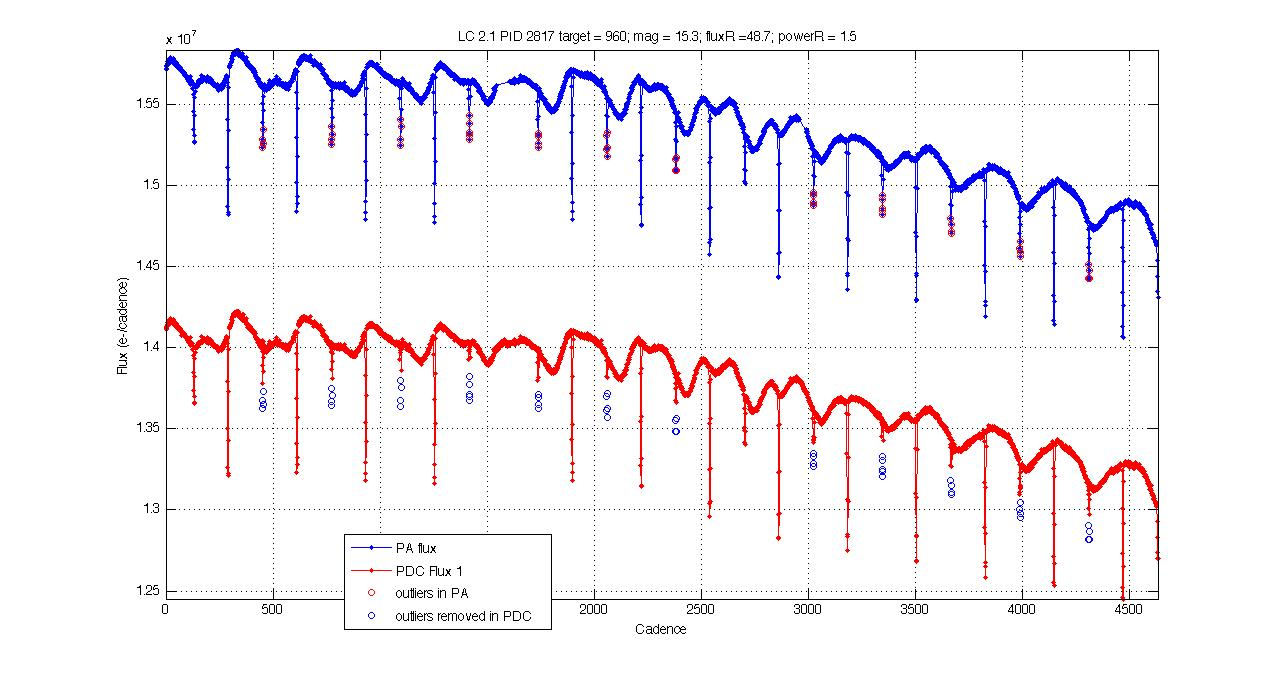 LC 2.1 PID 2817 target = 960; mag = 15.3; fluxR =48.7; powerR = 1.5
x 10^7
1.55
1.5
1.45
1.4
1.35
1.3
1.25
Flux (e-/cadence)
0 500 2000 2500 3000 3500 4000 4500
Cadence
PA flux
PDC Flux 1
outliers in PA
outliers removed in PDC